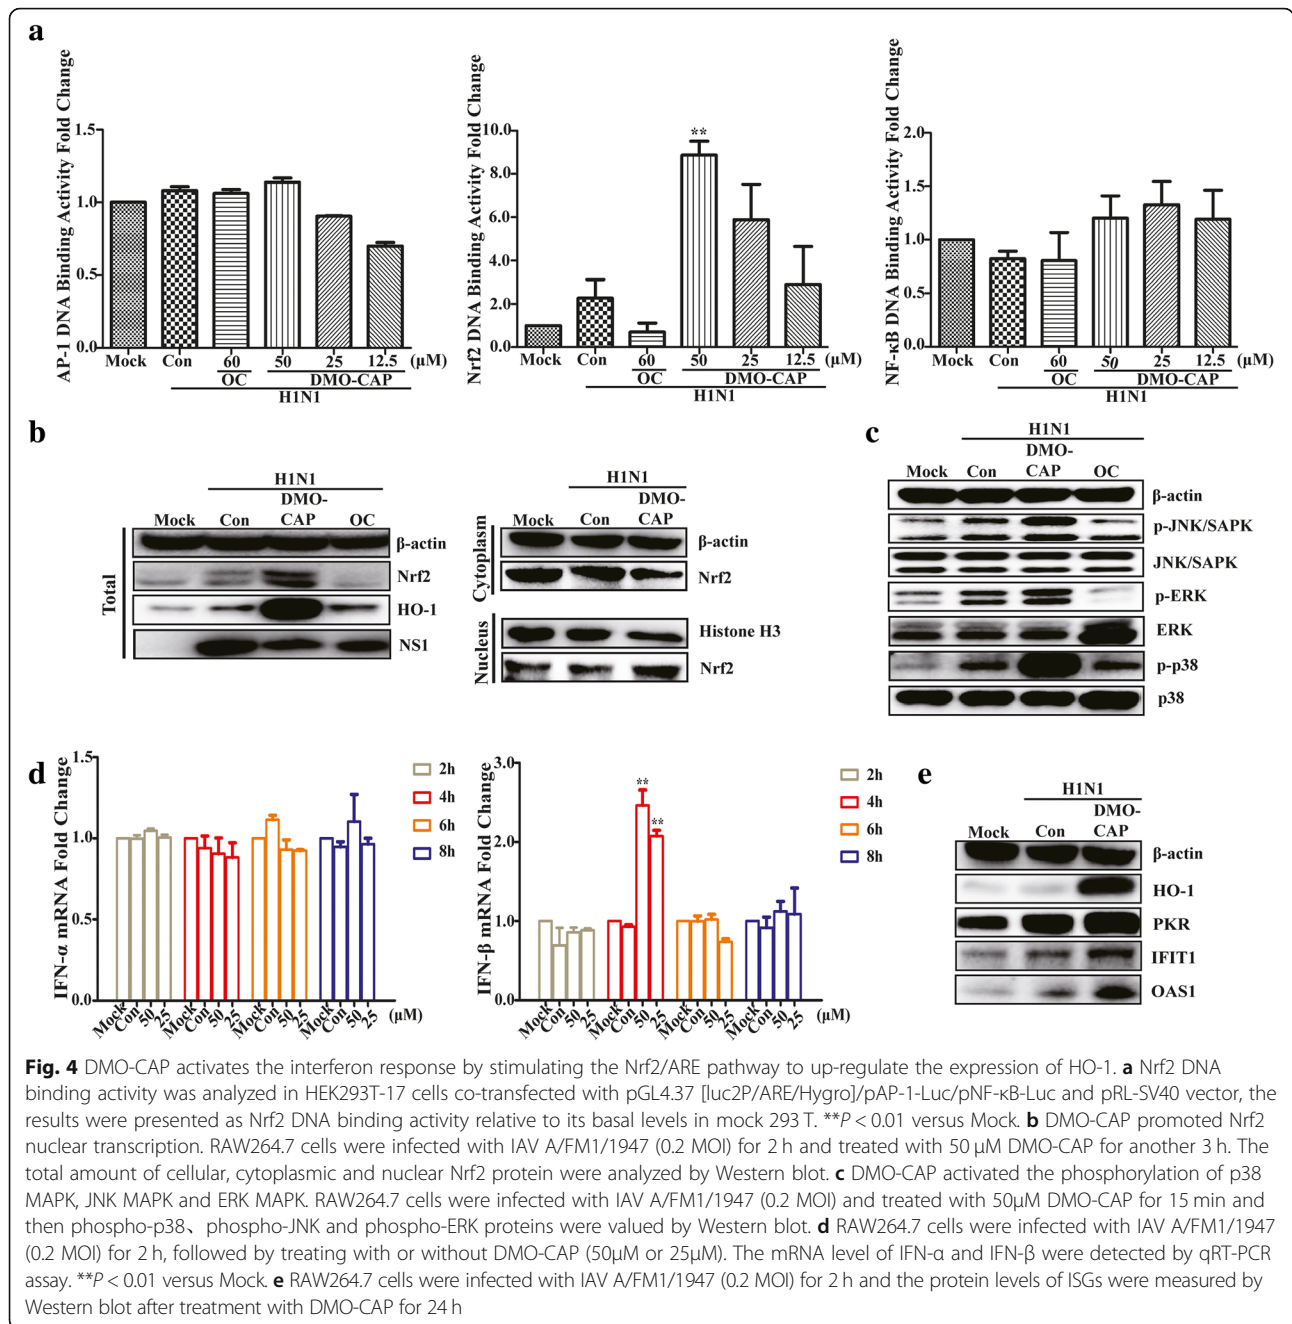 a
AP-1 DNA Binding Activity Fold Change
1.5
1.0
0.5
0.0
Mock Con 60 50 25 12.5 (μM)
OC DMO-CAP
H1N1
Nrf2 DNA Binding Activity Fold Change
10.0
8.0
6.0
4.0
2.0
0.0
Mock Con 60 50 25 12.5 (μM)
OC DMO-CAP
H1N1
NF-κB DNA Binding Activity Fold Change
2.0
1.5
1.0
0.5
0.0
Mock Con 60 50 25 12.5 (μM)
OC DMO-CAP
H1N1
**
b
H1N1
DMO-
Mock Con CAP OC
Total
β-actin
Nrf2
HO-1
NS1
H1N1
DMO-
Mock Con CAP
Cytoplasm
β-actin
Nrf2
Nucleus
Histone H3
Nrf2
c
H1N1
DMO-
Mock Con CAP OC
β-actin
p-JNK/SAPK
JNK/SAPK
p-ERK
ERK
p-p38
p38
d
IFN-α mRNA Fold Change
1.5
1.0
0.5
0.0
Mock Con 50 25 Mock Con 50 25 Mock Con 50 25 Mock Con 50 25 (μM)
2h
4h
6h
8h
IFN-β mRNA Fold Change
3.0
2.0
1.0
0.0
**
**
Mock Con 50 25 Mock Con 50 25 Mock Con 50 25 Mock Con 50 25 (μM)
2h
4h
6h
8h
e
H1N1
DMO-
Mock Con CAP
β-actin
HO-1
PKR
IFIT1
OAS1
Fig. 4 DMO-CAP activates the interferon response by stimulating the Nrf2/ARE pathway to up-regulate the expression of HO-1. a Nrf2 DNA
binding activity was analyzed in HEK293T-17 cells co-transfected with pGL4.37 [luc2P/ARE/Hygro]/pAP-1-Luc/pNF-κB-Luc and pRL-SV40 vector, the
results were presented as Nrf2 DNA binding activity relative to its basal levels in mock 293 T. **P < 0.01 versus Mock. b DMO-CAP promoted Nrf2
nuclear transcription. RAW264.7 cells were infected with IAV A/FM1/1947 (0.2 MOI) for 2 h and treated with 50 μM DMO-CAP for another 3 h. The
total amount of cellular, cytoplasmic and nuclear Nrf2 protein were analyzed by Western blot. c DMO-CAP activated the phosphorylation of p38
MAPK, JNK MAPK and ERK MAPK. RAW264.7 cells were infected with IAV A/FM1/1947 (0.2 MOI) and treated with 50μM DMO-CAP for 15 min and
then phospho-p38、phospho-JNK and phospho-ERK proteins were valued by Western blot. d RAW264.7 cells were infected with IAV A/FM1/1947
(0.2 MOI) for 2 h, followed by treating with or without DMO-CAP (50μM or 25μM). The mRNA level of IFN-α and IFN-β were detected by qRT-PCR
assay. **P < 0.01 versus Mock. e RAW264.7 cells were infected with IAV A/FM1/1947 (0.2 MOI) for 2 h and the protein levels of ISGs were measured by
Western blot after treatment with DMO-CAP for 24 h